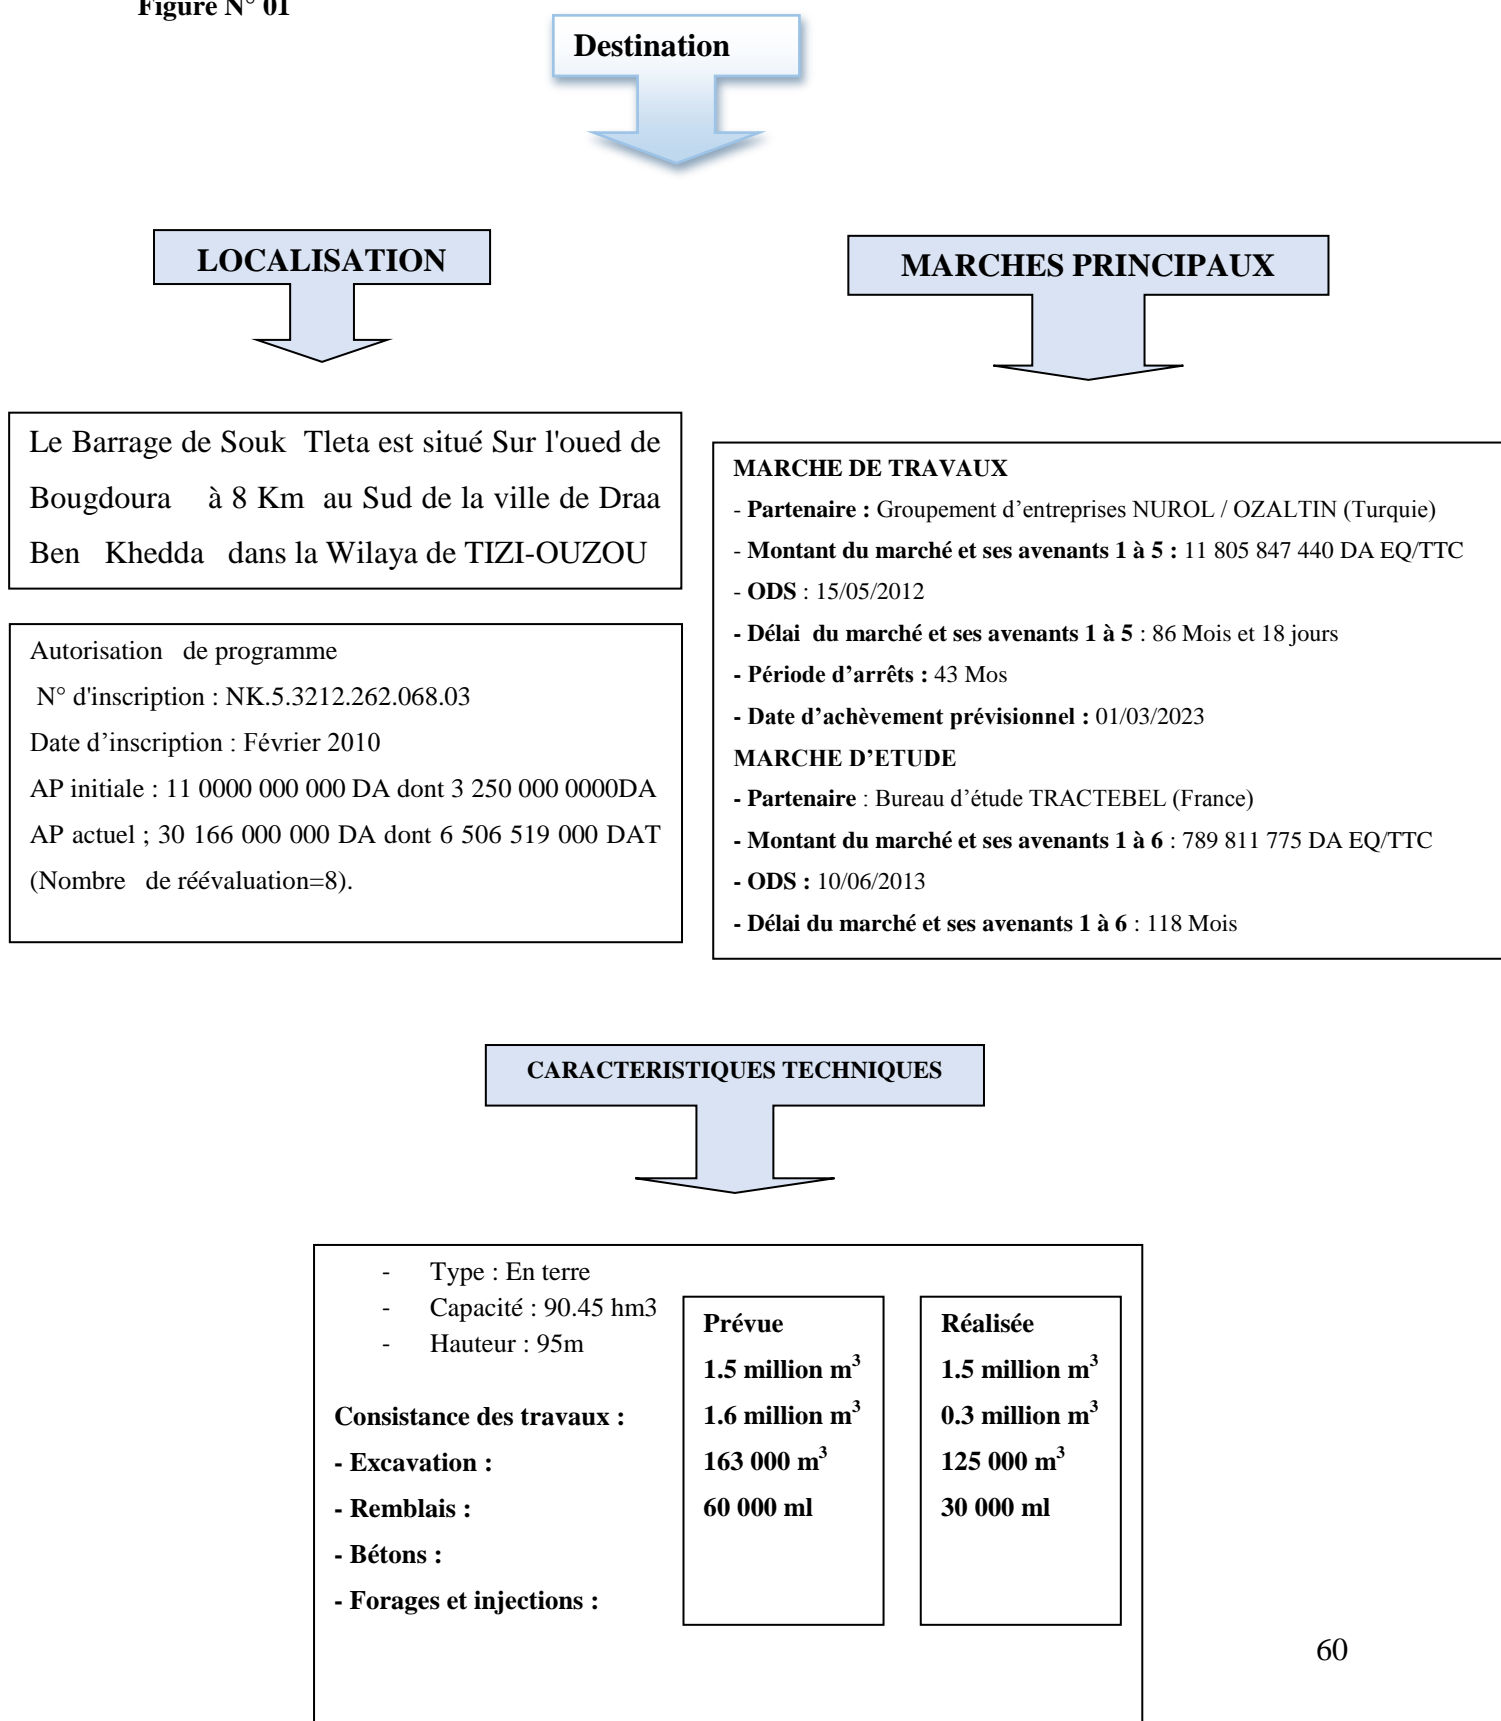 Figure N° 01
Destination
LOCALISATION
MARCHES PRINCIPAUX
Le Barrage de Souk Tleta est situé Sur l'oued de
Bougdoura à 8 Km au Sud de la ville de Draa
Ben Khedda dans la Wilaya de TIZI-OUZOU
Autorisation de programme
N° d'inscription : NK.5.3212.262.068.03
Date d’inscription : Février 2010
AP initiale : 11 0000 000 000 DA dont 3 250 000 0000DA
AP actuel ; 30 166 000 000 DA dont 6 506 519 000 DAT
(Nombre de réévaluation=8).
MARCHE DE TRAVAUX
- Partenaire : Groupement d’entreprises NUROL / OZALTIN (Turquie)
- Montant du marché et ses avenants 1 à 5 : 11 805 847 440 DA EQ/TTC
- ODS : 15/05/2012
- Délai du marché et ses avenants 1 à 5 : 86 Mois et 18 jours
- Période d’arrêts : 43 Mos
- Date d’achèvement prévisionnel : 01/03/2023
MARCHE D’ETUDE
- Partenaire : Bureau d’étude TRACTEBEL (France)
- Montant du marché et ses avenants 1 à 6 : 789 811 775 DA EQ/TTC
- ODS : 10/06/2013
- Délai du marché et ses avenants 1 à 6 : 118 Mois
CARACTERISTIQUES TECHNIQUES
- Type : En terre
- Capacité : 90.45 hm3
- Hauteur : 95m
Consistance des travaux :
- Excavation :
- Remblais :
- Bétons :
- Forages et injections :
Prévue
1.5 million m³
1.6 million m³
163 000 m³
60 000 ml
Réalisée
1.5 million m³
0.3 million m³
125 000 m³
30 000 ml
60